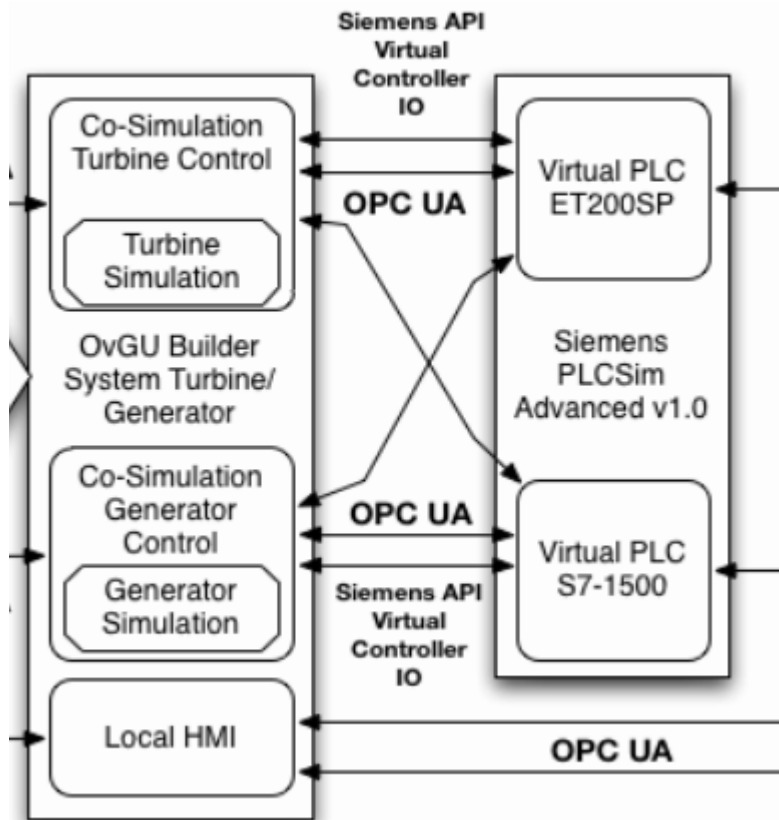 Siemens API
Virtual
Controller
IO
Co-Simulation
Turbine Control
Turbine
Simulation
OPC UA
Virtual PLC
ET200SP
OvGU Builder
System Turbine/
Generator
Siemens
PLCSim
Advanced v1.0
Co-Simulation
Generator
Control
Generator
Simulation
OPC UA
Virtual PLC
S7-1500
Siemens API
Virtual
Controller
IO
Local HMI
OPC UA